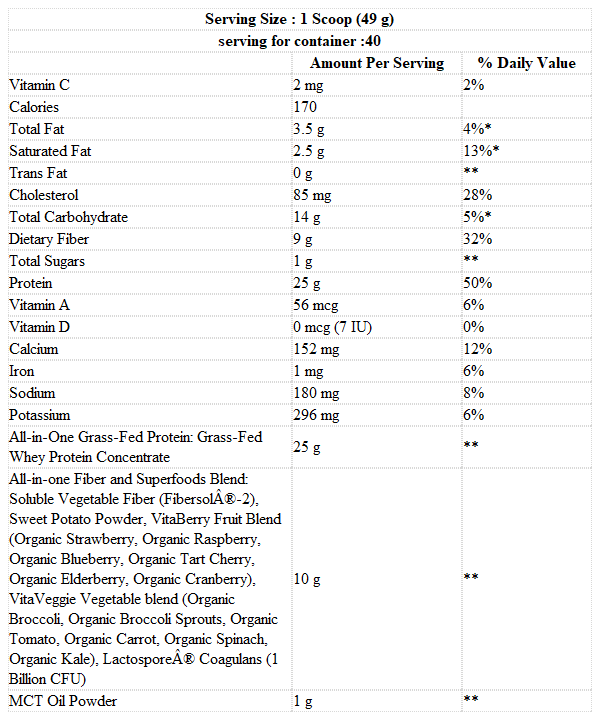 Serving Size : 1 Scoop (49 g)
serving for container :40
Amount Per Serving % Daily Value
Vitamin C 2 mg 2%
Calories 170
Total Fat 3.5 g 4%*
Saturated Fat 2.5 g 13%*
Trans Fat 0 g **
Cholesterol 85 mg 28%
Total Carbohydrate 14 g 5%*
Dietary Fiber 9 g 32%
Total Sugars 1 g **
Protein 25 g 50%
Vitamin A 56 mcg 6%
Vitamin D 0 mcg (7 IU) 0%
Calcium 152 mg 12%
Iron 1 mg 6%
Sodium 180 mg 8%
Potassium 296 mg 6%
All-in-One Grass-Fed Protein: Grass-Fed
Whey Protein Concentrate
25 g **
All-in-one Fiber and Superfoods Blend:
Soluble Vegetable Fiber (FibersolÂ®-2),
Sweet Potato Powder, VitaBerry Fruit Blend
(Organic Strawberry, Organic Raspberry,
Organic Blueberry, Organic Tart Cherry,
Organic Elderberry, Organic Cranberry),
VitaVeggie Vegetable blend (Organic
Broccoli, Organic Broccoli Sprouts, Organic
Tomato, Organic Carrot, Organic Spinach,
Organic Kale), LactosporeÂ® Coagulans (1
Billion CFU)
10 g **
MCT Oil Powder 1 g **